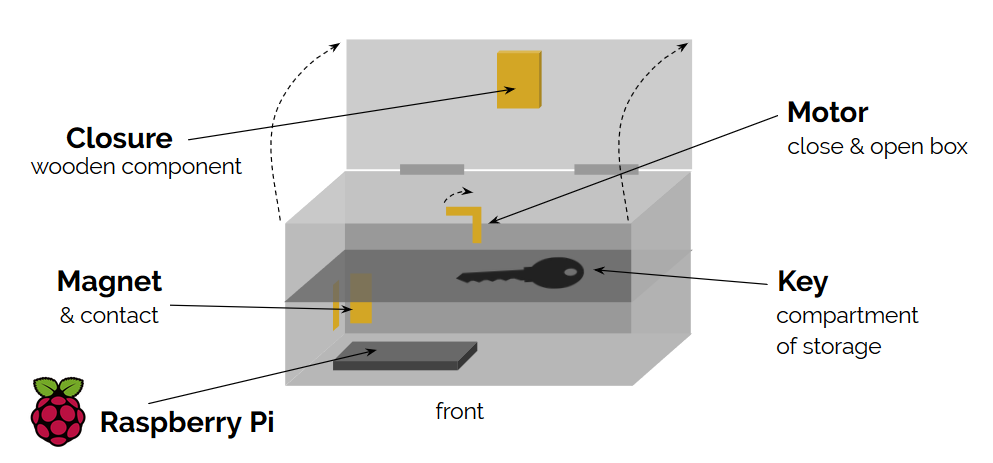 Closure
wooden component
Motor
close & open box
Magnet
& contact
Key
compartment
of storage
Raspberry Pi
front